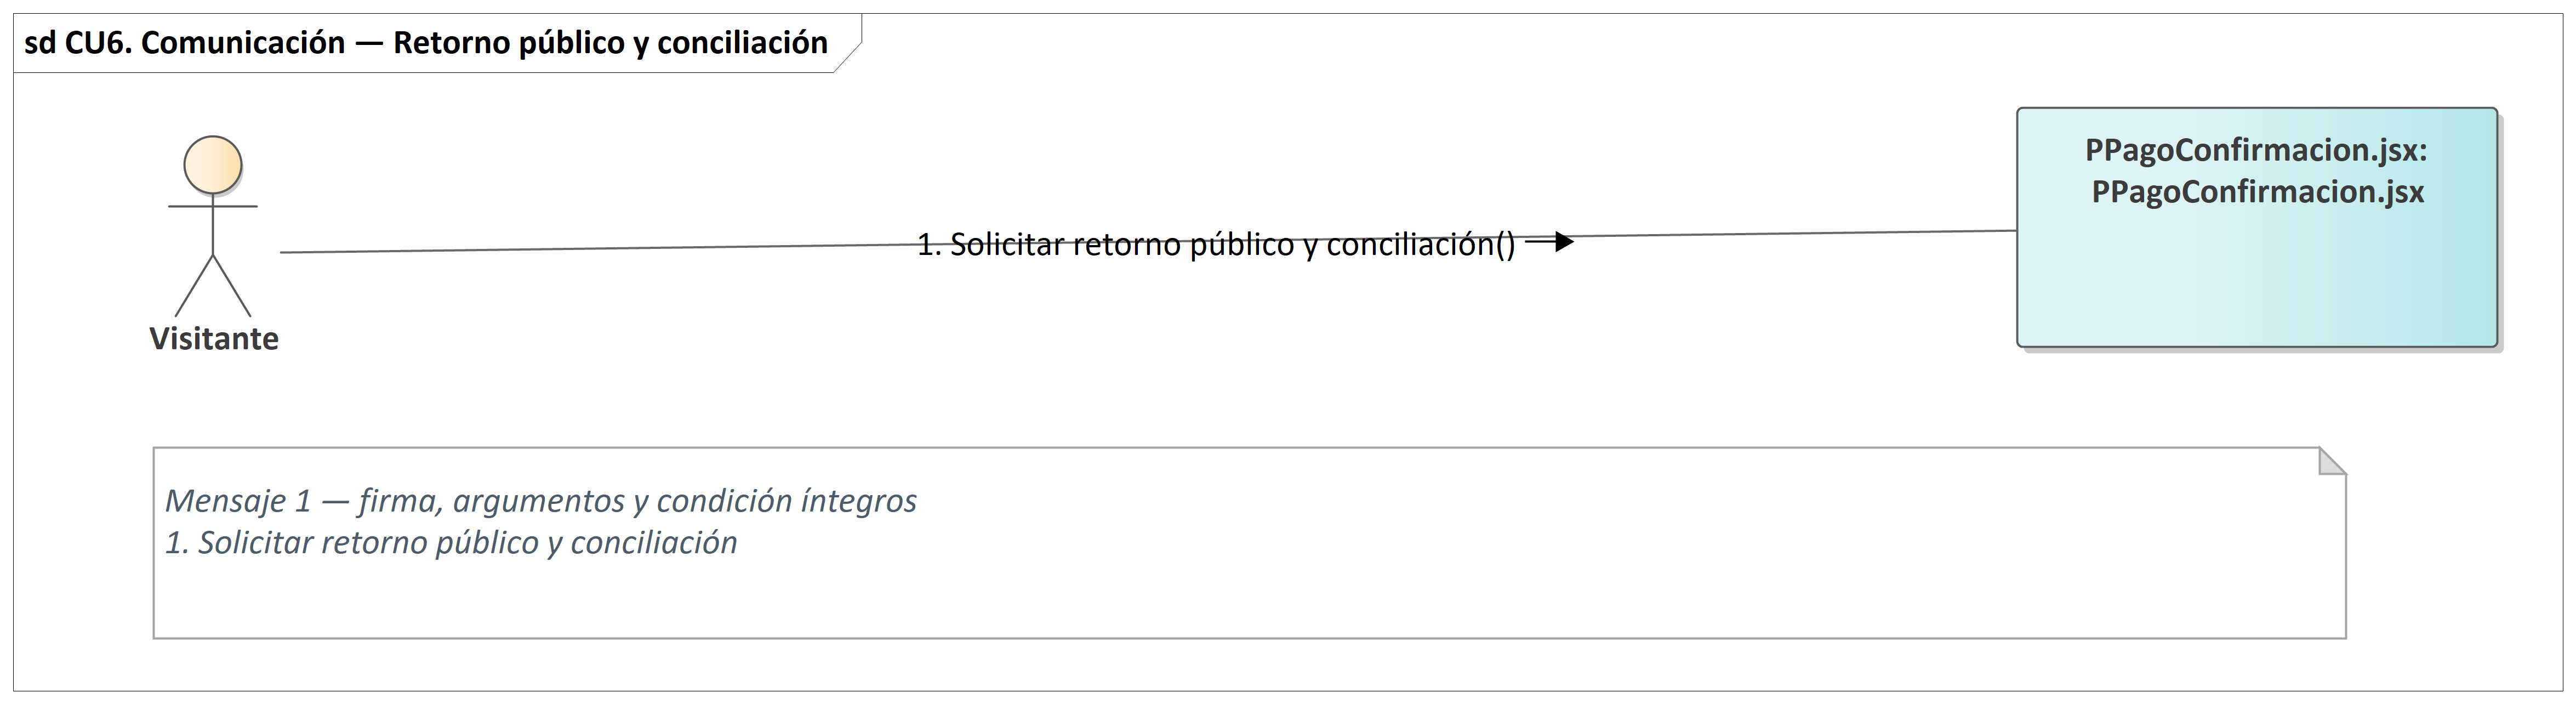 sd CU6. Comunicación — Retorno público y conciliación
PPagoConfirmacion.jsx:
PPagoConfirmacion.jsx
1. Solicitar retorno público y conciliación()
Visitante
Mensaje 1 — firma, argumentos y condición íntegros
1. Solicitar retorno público y conciliación